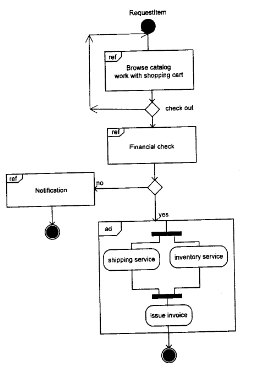 RequestItem
ref
Browse catalog
work with shopping cart
check out
ref
Financial check
ref
no
Notification
yes
ad
shipping service
inventory service
issue invoice